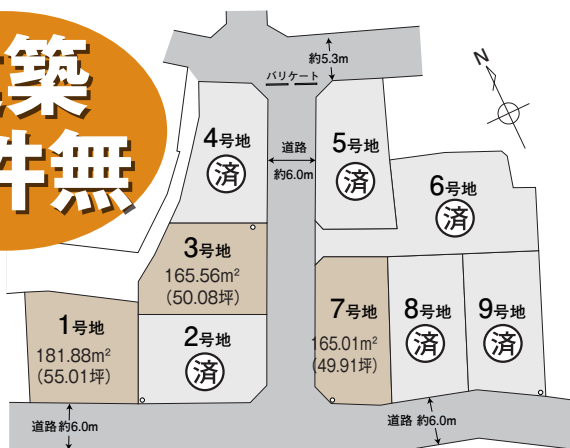 築
件無
約5.3m
バリケート
N
4号地
済
道路
約6.0m
5号地
済
6号地
済
3号地
165.56m²
(50.08坪)
7号地
165.01m²
(49.91坪)
8号地
済
9号地
済
1号地
181.88m²
(55.01坪)
2号地
済
道路約6.0m
道路 約6.0m